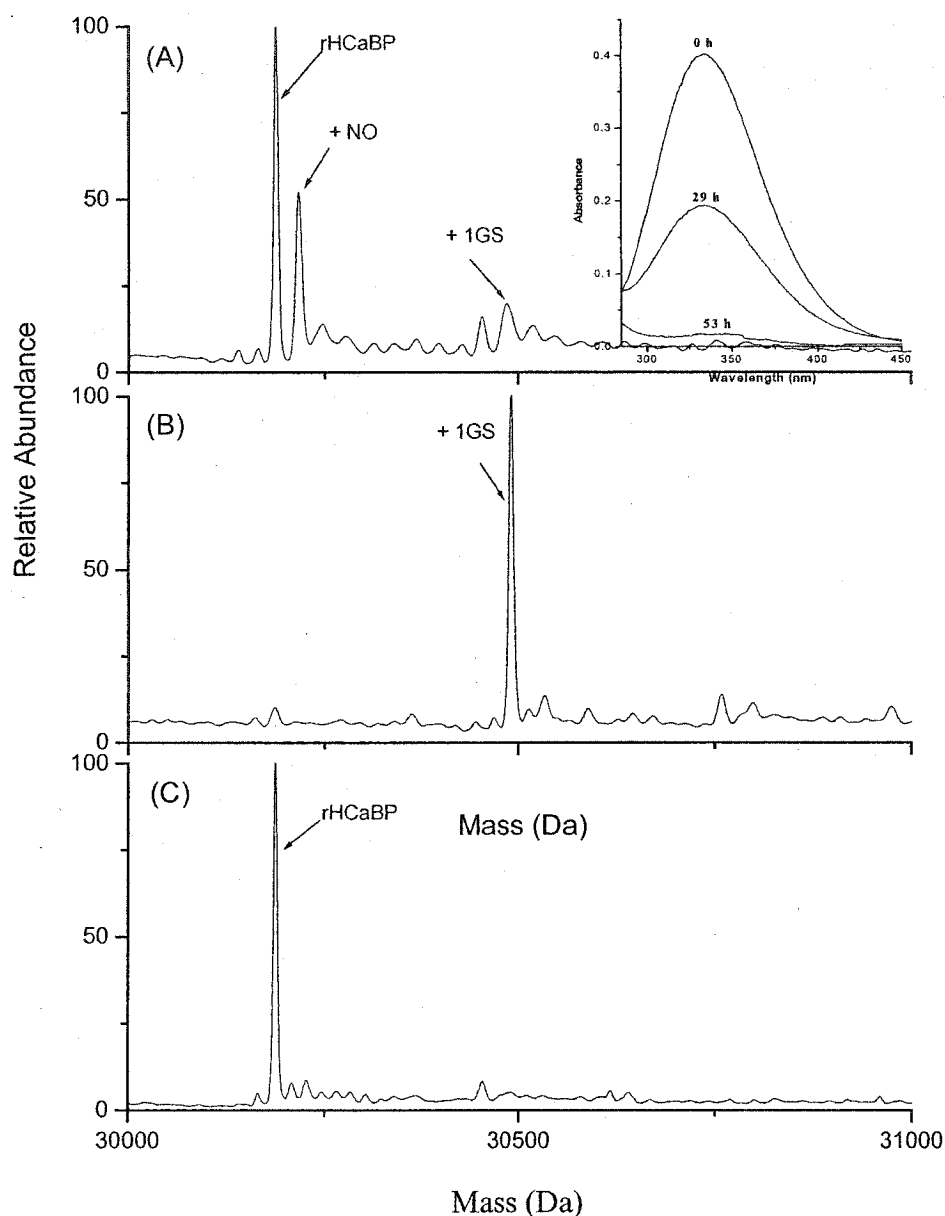 (A)
rHCaBP
+ NO
+ 1GS
100
50
0
0 h
29 h
53 h
0.4
0.3
0.2
0.1
0.0
Absorbance
300
350
400
450
Wavelength (nm)
Relative Abundance
(B)
+ 1GS
100
50
0
(C)
rHCaBP
Mass (Da)
100
50
0
30000
30500
31000
Mass (Da)